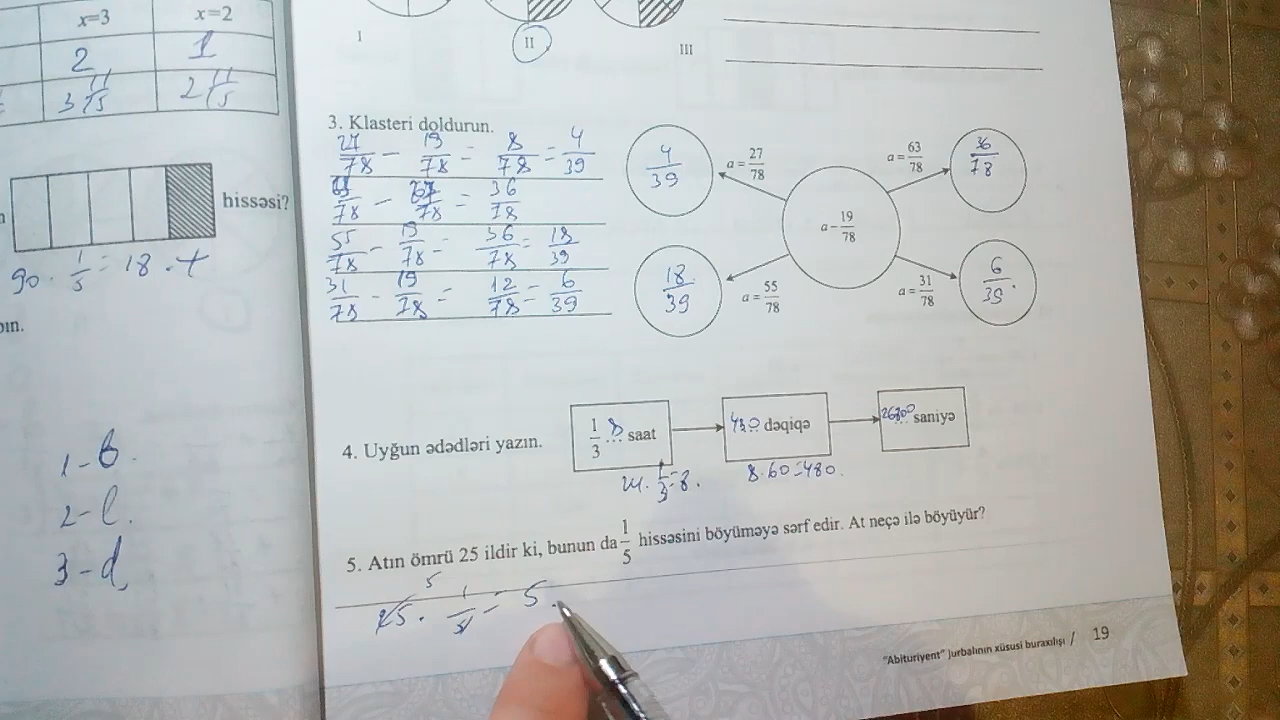 x=3 x=2
2 1
3 11/15 2 11/5
hissəsi?
90 · 1/5 = 18 · t
1-b.
2-l.
3-d,
I II III
3. Klasteri doldurun.
27/78 - 19/78 = 8/78 = 4/39
63/78 - 27/78 = 36/78
55/78 - 19/78 = 36/78 = 18/39
31/78 - 19/78 = 12/78 = 6/39
4/39 a = 27/78 a = 63/78 36/78
a - 19/78
18/39 a = 55/78 a = 31/78 6/39.
4. Uyğun ədədləri yazın.
1/3 8 ... saat 480 ... dəqiqə ... saniyə
24 · 1/3 = 8. 8·60=480.
5. Atın ömrü 25 ildir ki, bunun da 1/5 hissəsini böyüməyə sərf edir. At neçə ilə böyüyür?
5
25 · 1/5 = 5.
"Abituriyent" jurbalının xüsusi buraxılışı / 19